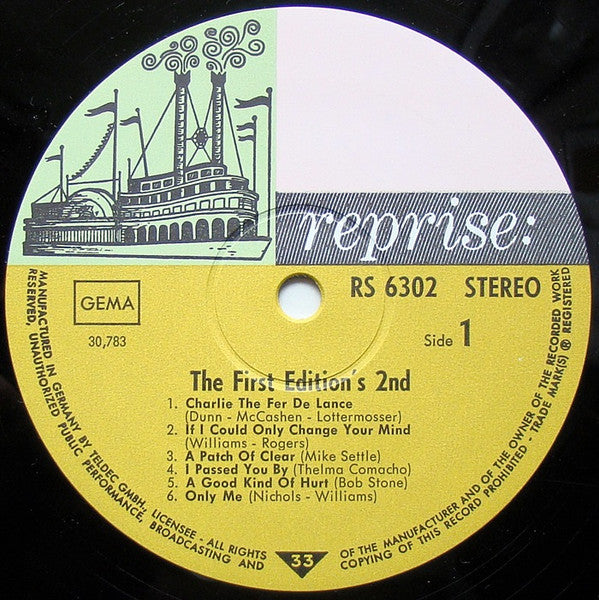 reprise:
RS 6302 STEREO
GEMA
30,783
Side 1
The First Edition's 2nd
1. Charlie The Fer De Lance
(Dunn - McCashen - Lottermosser)
2. If I Could Only Change Your Mind
(Williams - Rogers)
3. A Patch Of Clear (Mike Settle)
4. I Passed You By (Thelma Comacho)
5. A Good Kind Of Hurt (Bob Stone)
6. Only Me (Nichols - Williams)
33
MANUFACTURED IN GERMANY BY TELDEC GMBH., LICENSEE - ALL RIGHTS
RESERVED, UNAUTHORIZED PUBLIC PERFORMANCE, BROADCASTING AND
COPYING OF THIS RECORD PROHIBITED - TRADE MARK(S) ® REGISTERED
OF THE MANUFACTURER AND OF THE OWNER OF THE RECORDED WORK